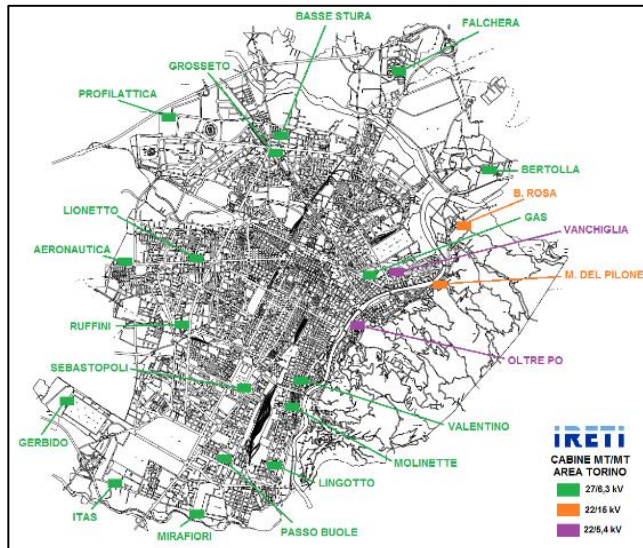 BASSE STURA
FALCHERA
GROSSETO
PROFILATTICA
BERTOLLA
B. ROSA
LIONETTO
GAS
VANCHIGLIA
AERONAUTICA
M. DEL PILONE
RUFFINI
OLTRE PO
SEBASTOPOLI
VALENTINO
GERBIDO
MOLINETTE
LINGOTTO
ITAS
PASSO BUOLE
MIRAFIORI
IRETI
CABINE MT/MT
AREA TORINO
27/6,3 kV
22/15 kV
22/5,4 kV